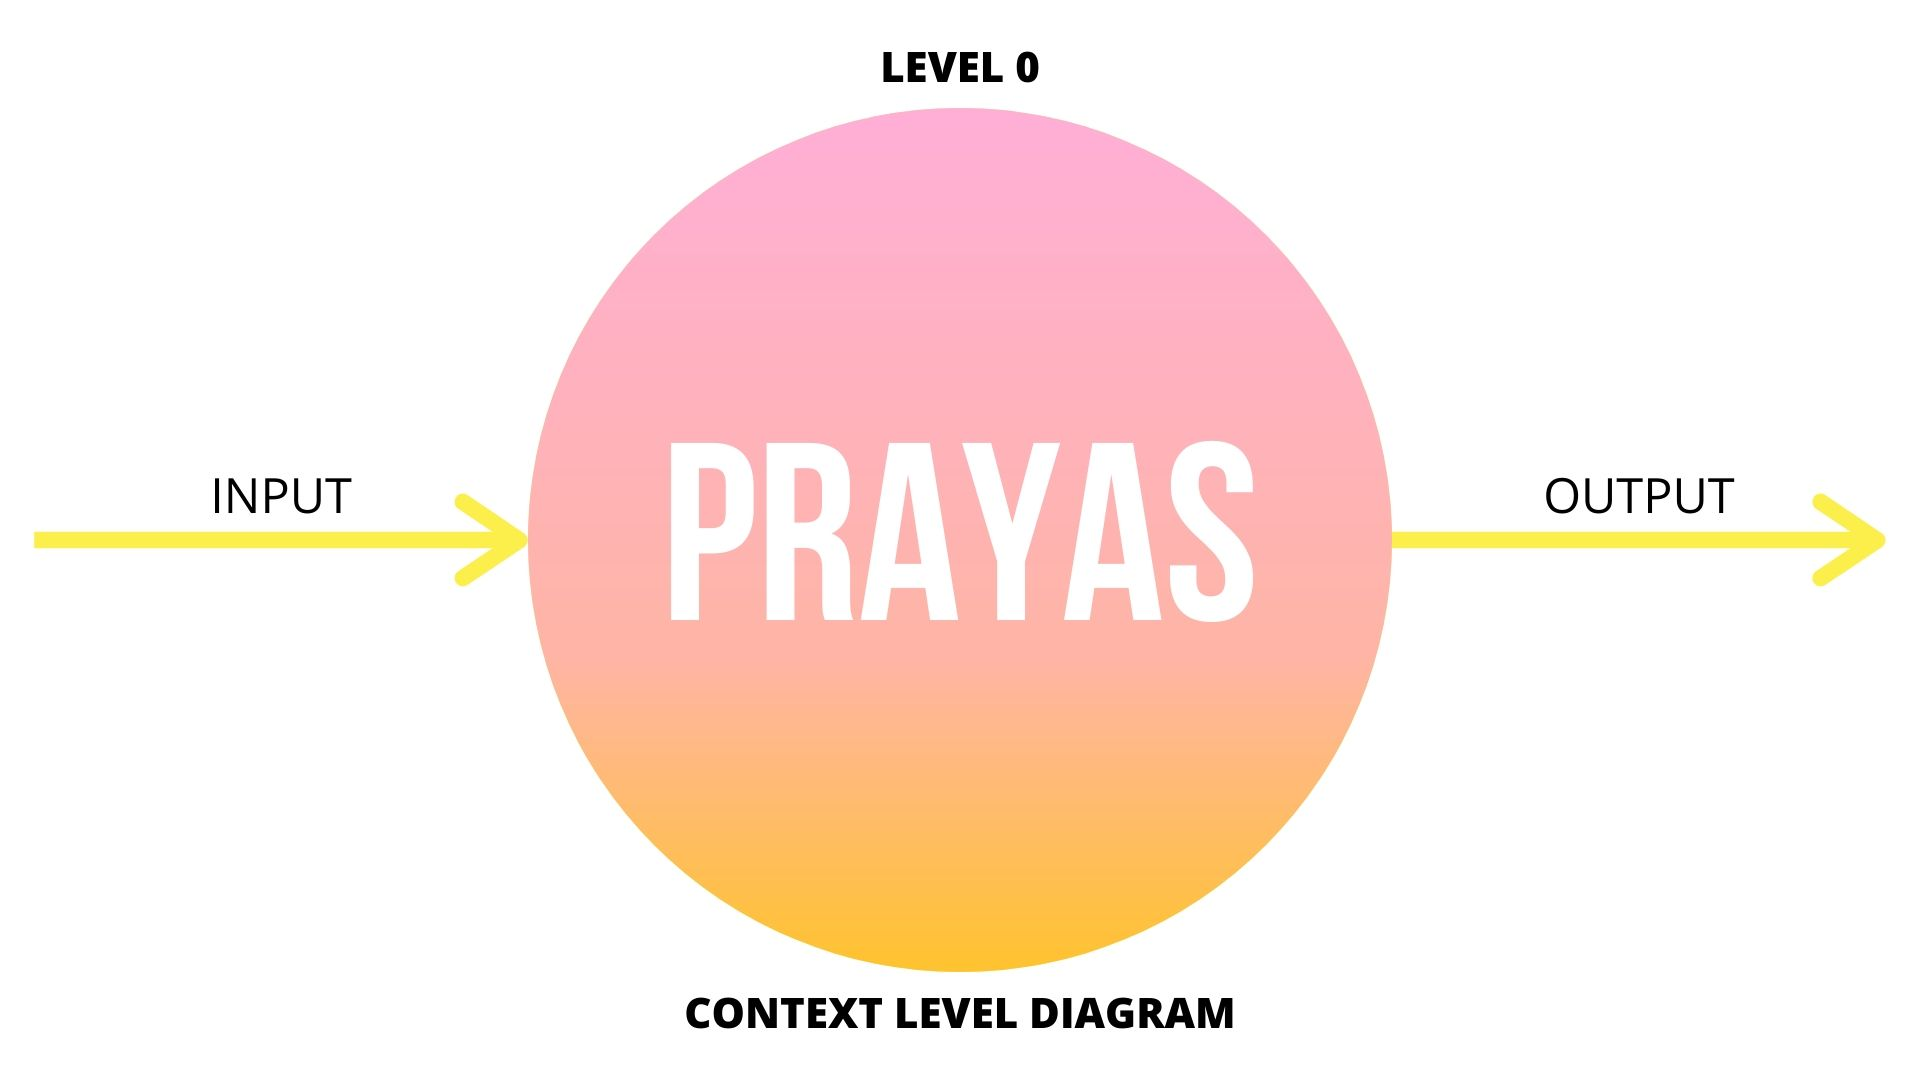 LEVEL 0
INPUT
PRAYAS
OUTPUT
CONTEXT LEVEL DIAGRAM